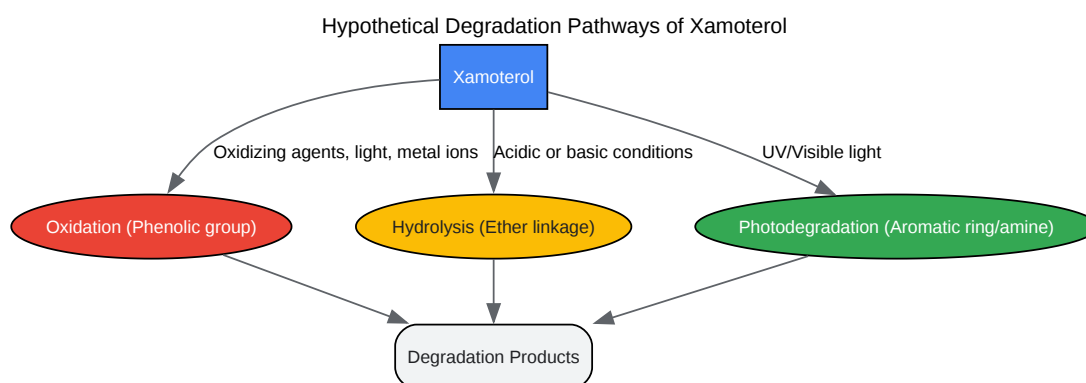 Hypothetical Degradation Pathways of Xamoterol
Xamoterol
Oxidizing agents, light, metal ions
Acidic or basic conditions
UV/Visible light
Oxidation (Phenolic group)
Hydrolysis (Ether linkage)
Photodegradation (Aromatic ring/amine)
Degradation Products